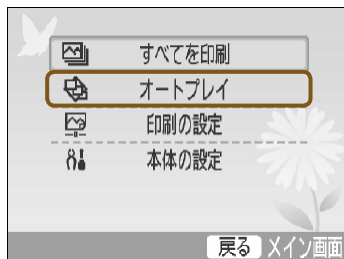 すべてを印刷
オートプレイ
印刷の設定
本体の設定
戻る メイン画面